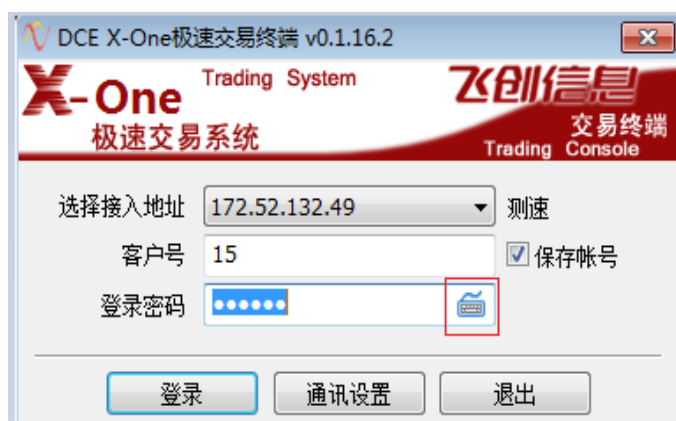 DCE X-One极速交易终端 v0.1.16.2
X-One Trading System
极速交易系统
飞创信息
交易终端
Trading Console
选择接入地址 172.52.132.49 测速
客户号 15 保存帐号
登录密码 ●●●●●●
登录 通讯设置 退出